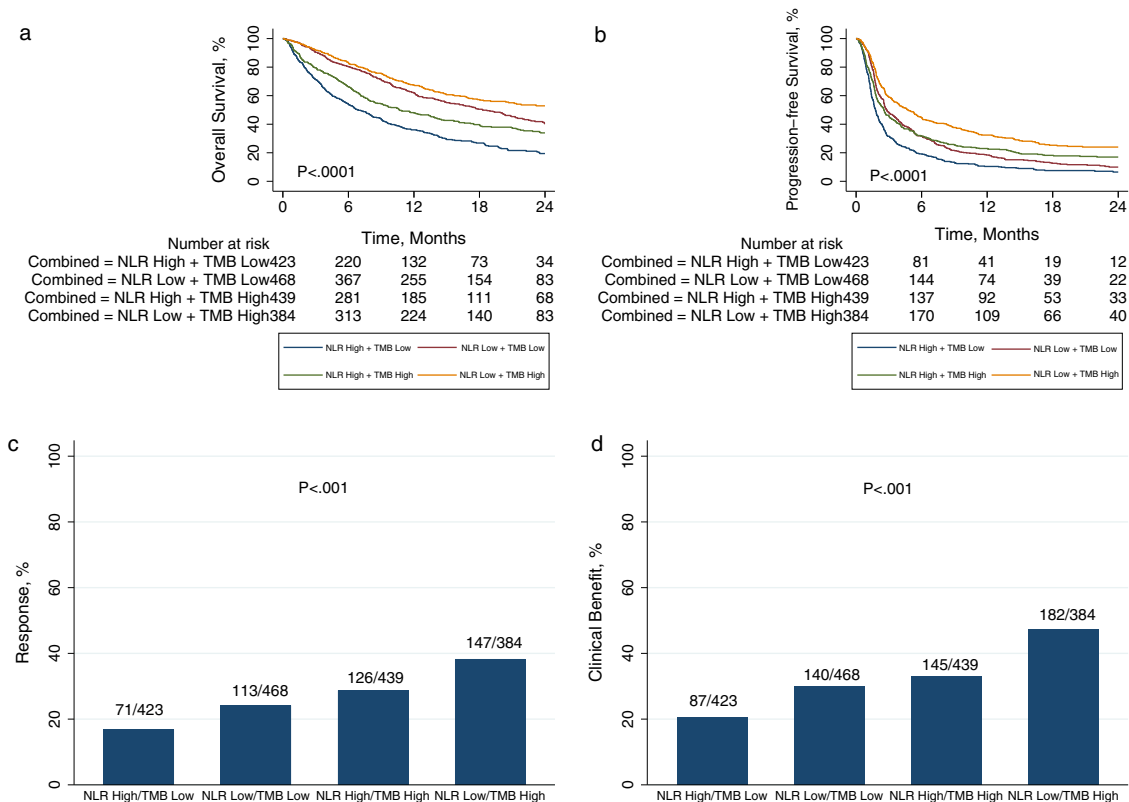 a
Overall Survival, %
100
80
60
40
20
0
P<.0001
0 6 12 18 24
Time, Months
Number at risk
Combined = NLR High + TMB Low423 220 132 73 34
Combined = NLR Low + TMB Low468 367 255 154 83
Combined = NLR High + TMB High439 281 185 111 68
Combined = NLR Low + TMB High384 313 224 140 83
NLR High + TMB Low NLR Low + TMB Low
NLR High + TMB High NLR Low + TMB High
b
Progression–free Survival, %
100
80
60
40
20
0
P<.0001
0 6 12 18 24
Time, Months
Number at risk
Combined = NLR High + TMB Low423 81 41 19 12
Combined = NLR Low + TMB Low468 144 74 39 22
Combined = NLR High + TMB High439 137 92 53 33
Combined = NLR Low + TMB High384 170 109 66 40
NLR High + TMB Low NLR Low + TMB Low
NLR High + TMB High NLR Low + TMB High
c
Response, %
100
80
60
40
20
0
P<.001
71/423
113/468
126/439
147/384
NLR High/TMB Low NLR Low/TMB Low NLR High/TMB High NLR Low/TMB High
d
Clinical Benefit, %
100
80
60
40
20
0
P<.001
87/423
140/468
145/439
182/384
NLR High/TMB Low NLR Low/TMB Low NLR High/TMB High NLR Low/TMB High